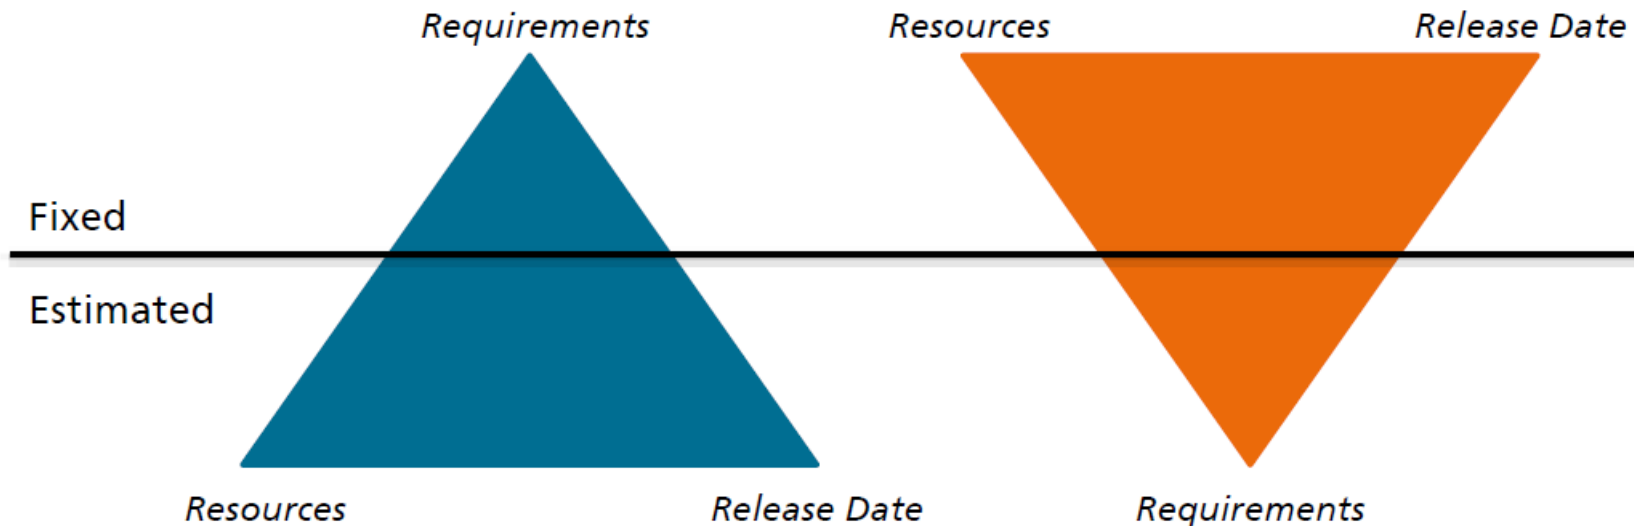 Requirements
Resources
Release Date
Fixed
Estimated
Resources
Release Date
Requirements